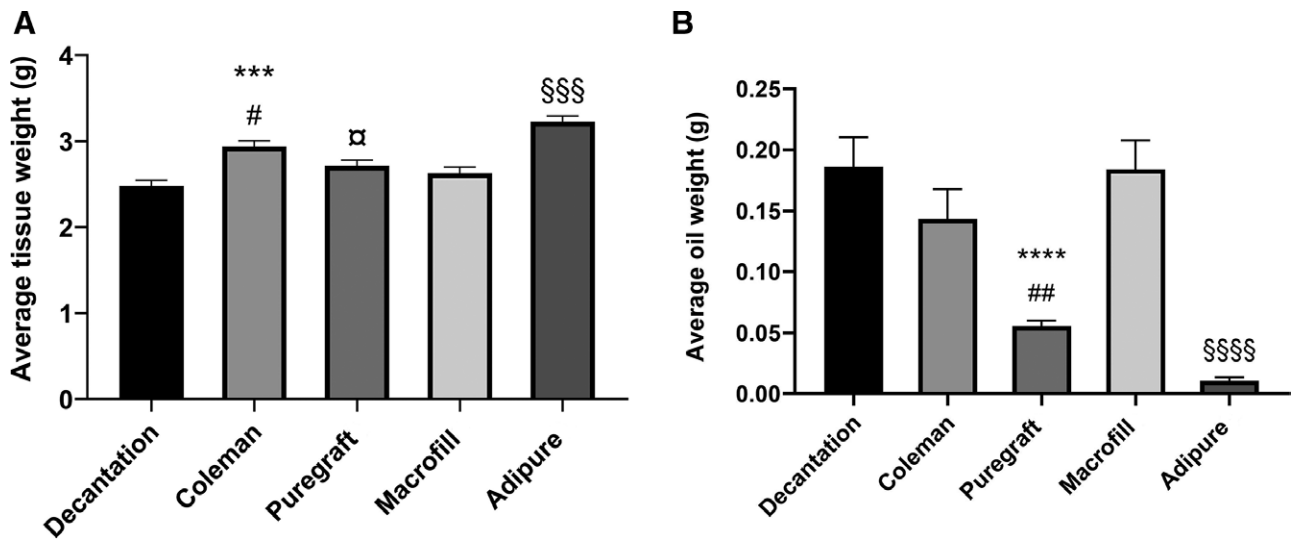 A
Average tissue weight (g)
4
3
2
1
0
***
#
¤
§§§
Decantation
Coleman
Puregraft
Macrofill
Adipure
B
Average oil weight (g)
0.25
0.20
0.15
0.10
0.05
0.00
****
##
§§§§
Decantation
Coleman
Puregraft
Macrofill
Adipure